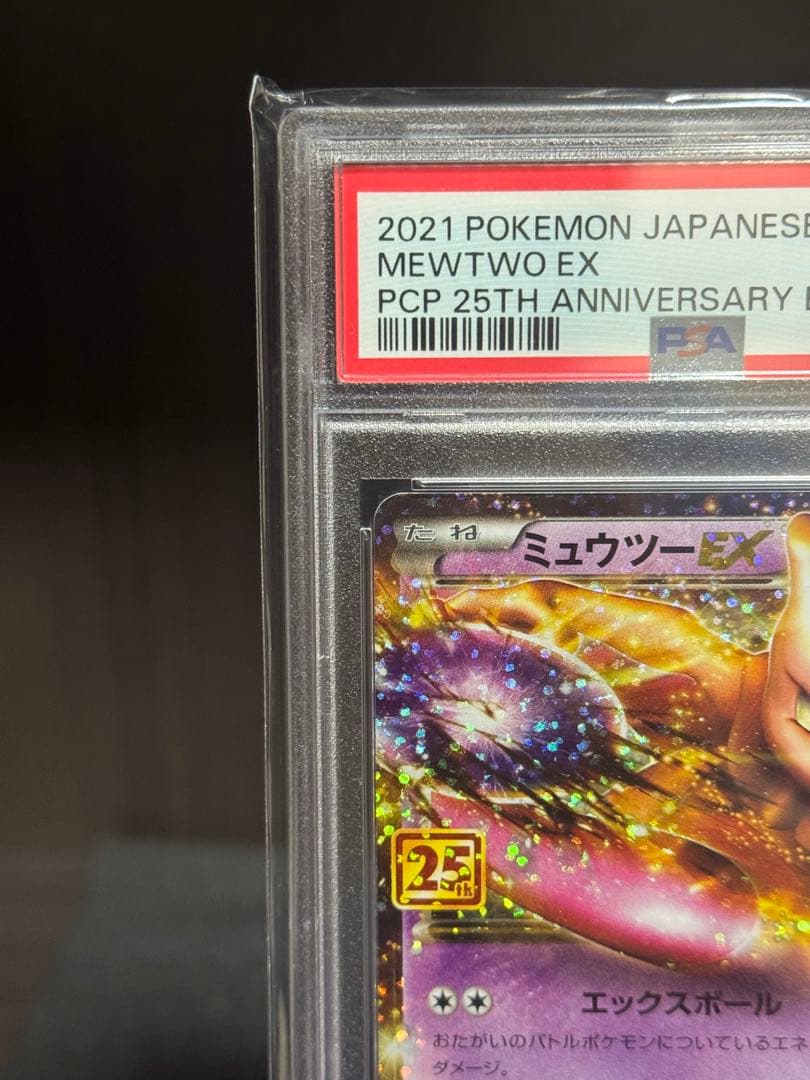 2021 POKEMON JAPANESE
MEWTWO EX
PCP 25TH ANNIVERSARY
PSA
たね
ミュウツーEX
25th
エックスボール
おたがいのバトルポケモンについているエネ
ダメージ。